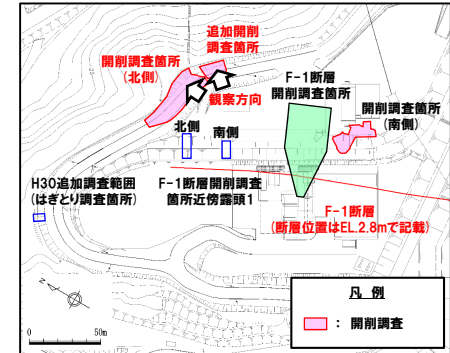 追加開削
調査箇所
開削調査箇所
(北側)
F-1断層
開削調査箇所
観察方向
開削調査箇所
(南側)
北側
南側
H30追加調査範囲
(はぎとり調査箇所)
F-1断層開削調査
箇所近傍露頭1
F-1断層
(断層位置はEL.2.8mで記載)
N
0
50m
凡 例
: 開削調査